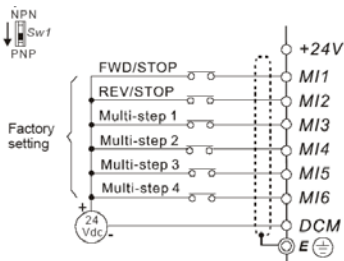 NPN
Sw1
PNP
+24V
FWD/STOP
MI1
REV/STOP
MI2
Multi-step 1
MI3
Factory
setting
Multi-step 2
MI4
Multi-step 3
MI5
Multi-step 4
MI6
+
24
Vdc
-
DCM
E